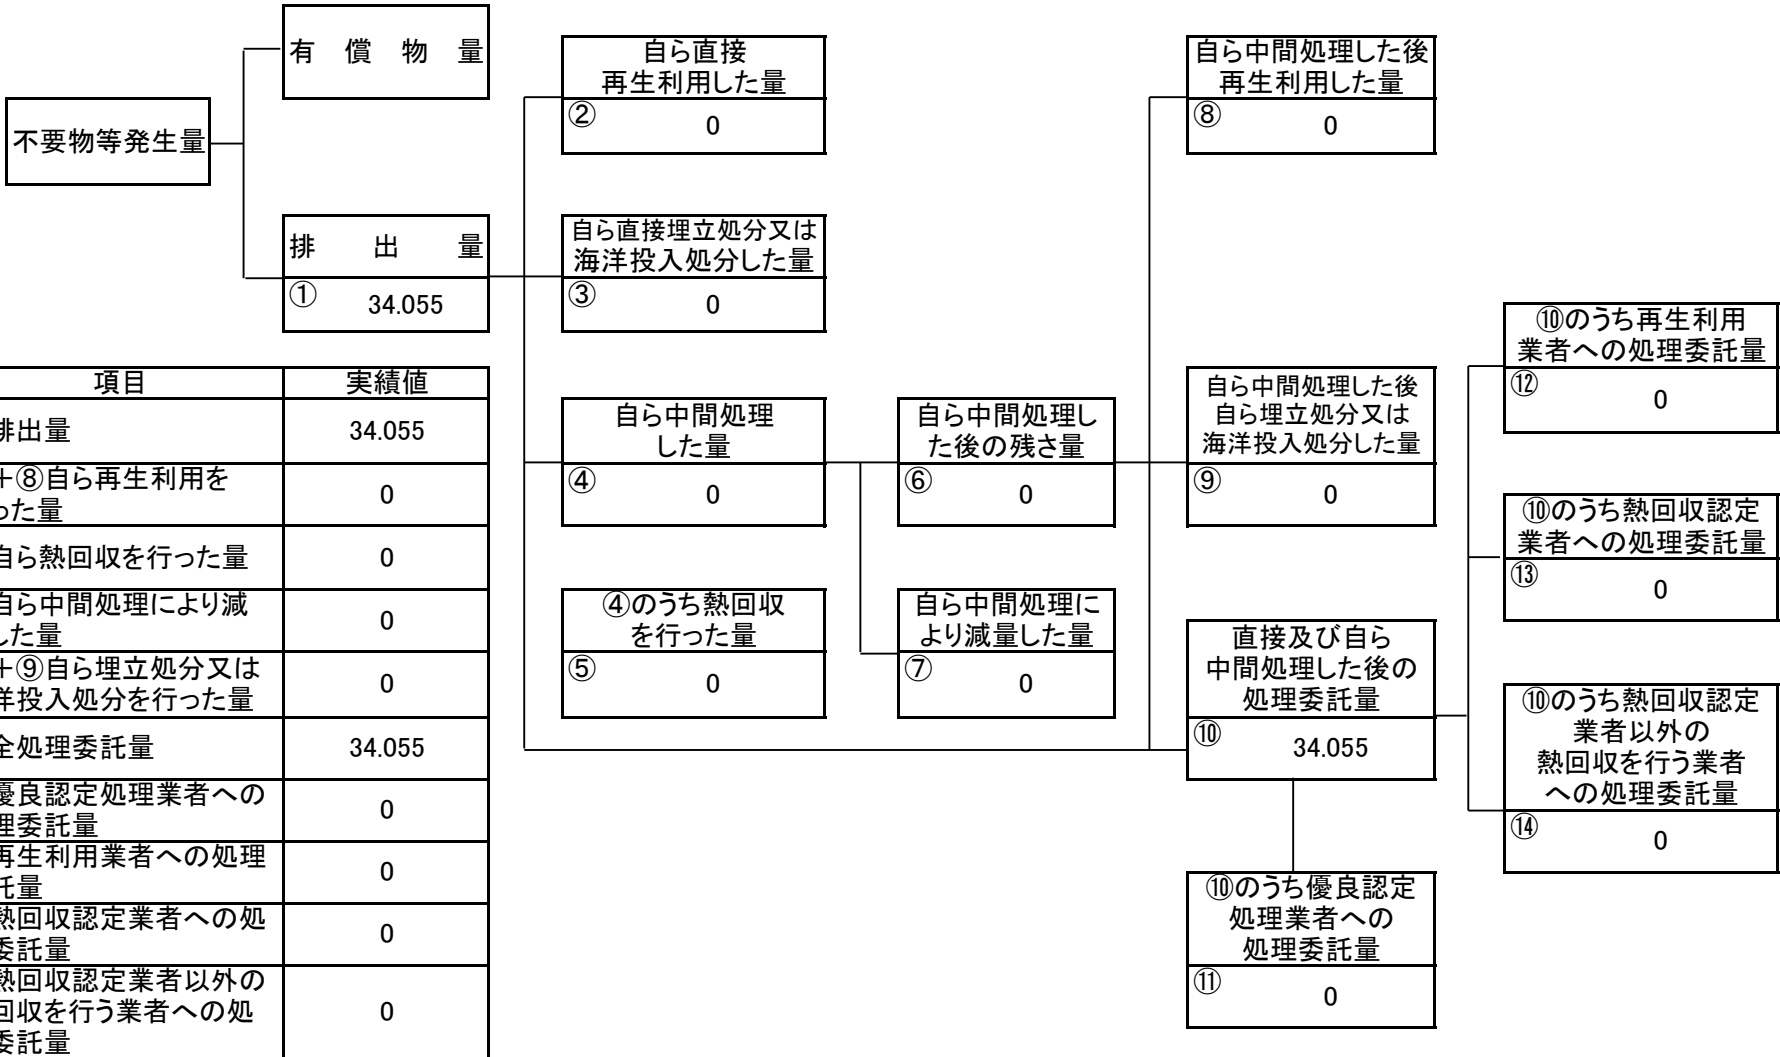 有 償 物 量
不要物等発生量
排 出 量
① 34.055
自ら直接
再生利用した量
② 0
自ら直接埋立処分又は
海洋投入処分した量
③ 0
自ら中間処理
した量
④ 0
④のうち熱回収
を行った量
⑤ 0
自ら中間処理し
た後の残さ量
⑥ 0
自ら中間処理に
より減量した量
⑦ 0
自ら中間処理した後
再生利用した量
⑧ 0
自ら中間処理した後
自ら埋立処分又は
海洋投入処分した量
⑨ 0
直接及び自ら
中間処理した後の
処理委託量
⑩ 34.055
⑩のうち優良認定
処理業者への
処理委託量
⑪ 0
⑩のうち再生利用
業者への処理委託量
⑫ 0
⑩のうち熱回収認定
業者への処理委託量
⑬ 0
⑩のうち熱回収認定
業者以外の
熱回収を行う業者
への処理委託量
⑭ 0
項目 実績値
排出量 34.055
+⑧自ら再生利用を
った量 0
自ら熱回収を行った量 0
自ら中間処理により減
した量 0
+⑨自ら埋立処分又は
洋投入処分を行った量 0
全処理委託量 34.055
優良認定処理業者への
理委託量 0
再生利用業者への処理
託量 0
熱回収認定業者への処
委託量 0
熱回収認定業者以外の
回収を行う業者への処
委託量 0